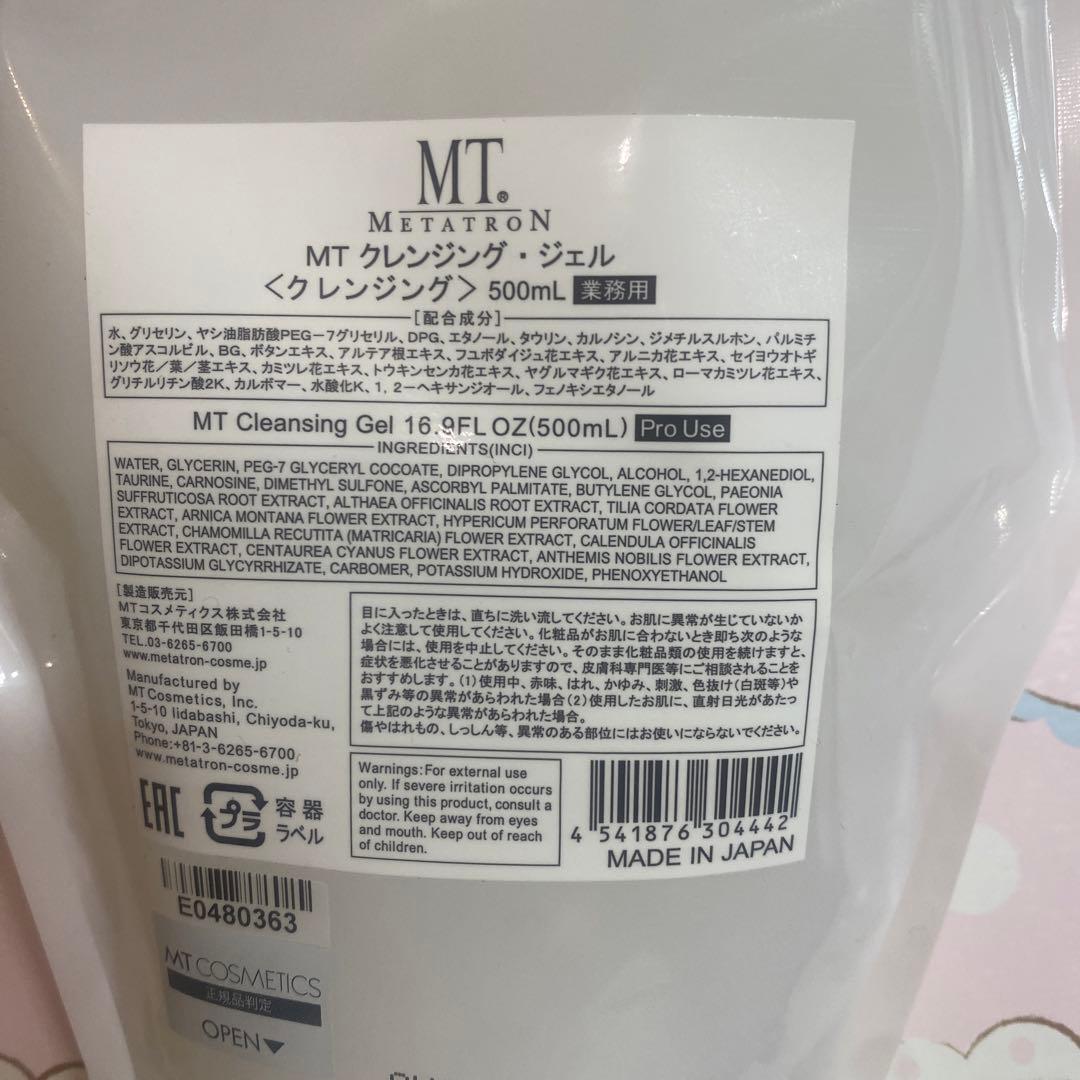 MT®
METATRON
MT クレンジング・ジェル
〈クレンジング〉 500mL 業務用
[配合成分]
水、グリセリン、ヤシ油脂肪酸PEG－7グリセリル、DPG、エタノール、タウリン、カルノシン、ジメチルスルホン、パルミチ
ン酸アスコルビル、BG、ボタンエキス、アルテア根エキス、フユボダイジュ花エキス、アルニカ花エキス、セイヨウオトギ
リソウ花／葉／茎エキス、カミツレ花エキス、トウキンセンカ花エキス、ヤグルマギク花エキス、ローマカミツレ花エキス、
グリチルリチン酸2K、カルボマー、水酸化K、1，2－ヘキサンジオール、フェノキシエタノール
MT Cleansing Gel 16.9FL OZ(500mL) Pro Use
INGREDIENTS(INCI)
WATER, GLYCERIN, PEG-7 GLYCERYL COCOATE, DIPROPYLENE GLYCOL, ALCOHOL, 1,2-HEXANEDIOL,
TAURINE, CARNOSINE, DIMETHYL SULFONE, ASCORBYL PALMITATE, BUTYLENE GLYCOL, PAEONIA
SUFFRUTICOSA ROOT EXTRACT, ALTHAEA OFFICINALIS ROOT EXTRACT, TILIA CORDATA FLOWER
EXTRACT, ARNICA MONTANA FLOWER EXTRACT, HYPERICUM PERFORATUM FLOWER/LEAF/STEM
EXTRACT, CHAMOMILLA RECUTITA (MATRICARIA) FLOWER EXTRACT, CALENDULA OFFICINALIS
FLOWER EXTRACT, CENTAUREA CYANUS FLOWER EXTRACT, ANTHEMIS NOBILIS FLOWER EXTRACT,
DIPOTASSIUM GLYCYRRHIZATE, CARBOMER, POTASSIUM HYDROXIDE, PHENOXYETHANOL
[製造販売元]
MTコスメティクス株式会社
東京都千代田区飯田橋1-5-10
TEL.03-6265-6700
www.metatron-cosme.jp
Manufactured by
MT Cosmetics, Inc.
1-5-10 Iidabashi, Chiyoda-ku,
Tokyo, JAPAN
Phone:+81-3-6265-6700
www.metatron-cosme.jp
目に入ったときは、直ちに洗い流してください。お肌に異常が生じていないか
よく注意して使用してください。化粧品がお肌に合わないとき即ち次のような
場合には、使用を中止してください。そのまま化粧品類の使用を続けますと、
症状を悪化させることがありますので、皮膚科専門医等にご相談されることを
おすすめします。(1)使用中、赤味、はれ、かゆみ、刺激、色抜け(白斑等)や
黒ずみ等の異常があらわれた場合(2)使用したお肌に、直射日光があたっ
て上記のような異常があらわれた場合。
傷やはれもの、しっしん等、異常のある部位にはお使いにならないでください。
EAC プラ 容器
ラベル
Warnings:For external use
only. If severe irritation occurs
by using this product, consult a
doctor. Keep away from eyes
and mouth. Keep out of reach
of children.
4 541876 304442
MADE IN JAPAN
E0480363
MT COSMETICS
正規品判定
OPEN▼